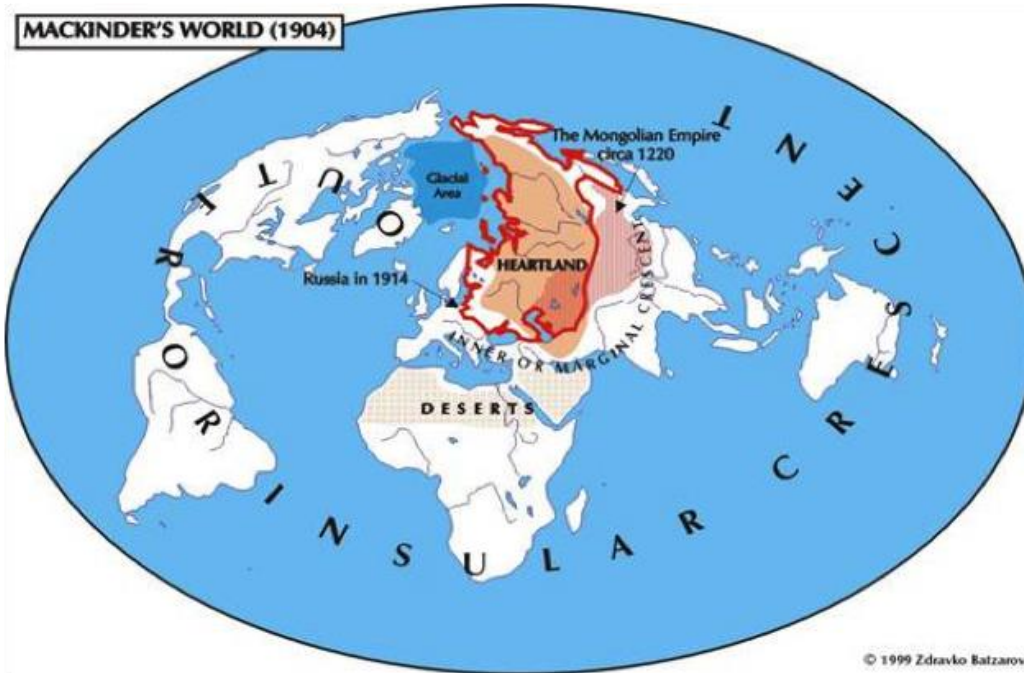 MACKINDER'S WORLD (1904)
The Mongolian Empire
circa 1220
Glacial
Area
HEARTLAND
Russia in 1914
INNER OR MARGINAL CRESCENT
DESERTS
OUTER OR INSULAR CRESCENT
© 1999 Zdravko Batzarov